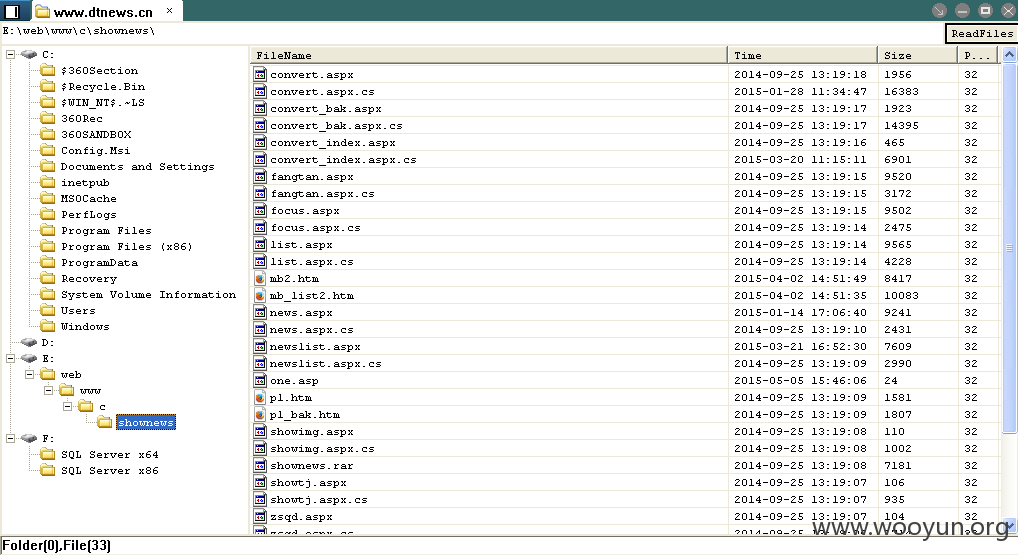 www.dtnews.cn ×
E:\web\www\c\shownews\
ReadFiles
C:
$360Section
$Recycle.Bin
$WIN_NT$.~LS
360Rec
360SANDBOX
Config.Msi
Documents and Settings
inetpub
MSOCache
PerfLogs
Program Files
Program Files (x86)
ProgramData
Recovery
System Volume Information
Users
Windows
D:
E:
web
www
c
shownews
F:
SQL Server x64
SQL Server x86
FileName Time Size P...
convert.aspx 2014-09-25 13:19:18 1956 32
convert.aspx.cs 2015-01-28 11:34:47 16383 32
convert_bak.aspx 2014-09-25 13:19:17 1923 32
convert_bak.aspx.cs 2014-09-25 13:19:17 14395 32
convert_index.aspx 2014-09-25 13:19:16 465 32
convert_index.aspx.cs 2015-03-20 11:15:11 6901 32
fangtan.aspx 2014-09-25 13:19:15 9520 32
fangtan.aspx.cs 2014-09-25 13:19:15 3172 32
focus.aspx 2014-09-25 13:19:15 9502 32
focus.aspx.cs 2014-09-25 13:19:14 2475 32
list.aspx 2014-09-25 13:19:14 9565 32
list.aspx.cs 2014-09-25 13:19:14 4228 32
mb2.htm 2015-04-02 14:51:49 8417 32
mb_list2.htm 2015-04-02 14:51:35 10083 32
news.aspx 2015-01-14 17:06:40 9241 32
news.aspx.cs 2014-09-25 13:19:10 2431 32
newslist.aspx 2015-03-21 16:52:30 7609 32
newslist.aspx.cs 2014-09-25 13:19:09 2990 32
one.asp 2015-05-05 15:46:06 24 32
pl.htm 2014-09-25 13:19:09 1581 32
pl_bak.htm 2014-09-25 13:19:09 1807 32
showimg.aspx 2014-09-25 13:19:08 110 32
showimg.aspx.cs 2014-09-25 13:19:08 1002 32
shownews.rar 2014-09-25 13:19:08 7181 32
showtj.aspx 2014-09-25 13:19:07 106 32
showtj.aspx.cs 2014-09-25 13:19:07 935 32
zsqd.aspx 2014-09-25 13:19:07 104 32
www.wooyun.org
Folder(0),File(33)